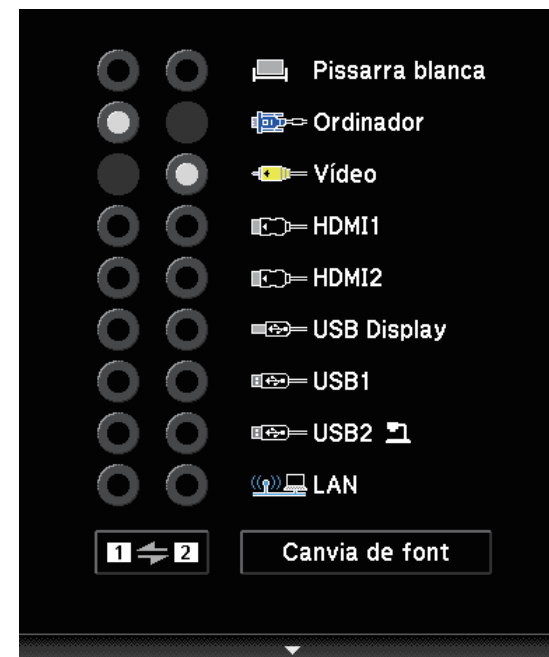 Pissarra blanca
Ordinador
Vídeo
HDMI1
HDMI2
USB Display
USB1
USB2
LAN
1 2 Canvia de font